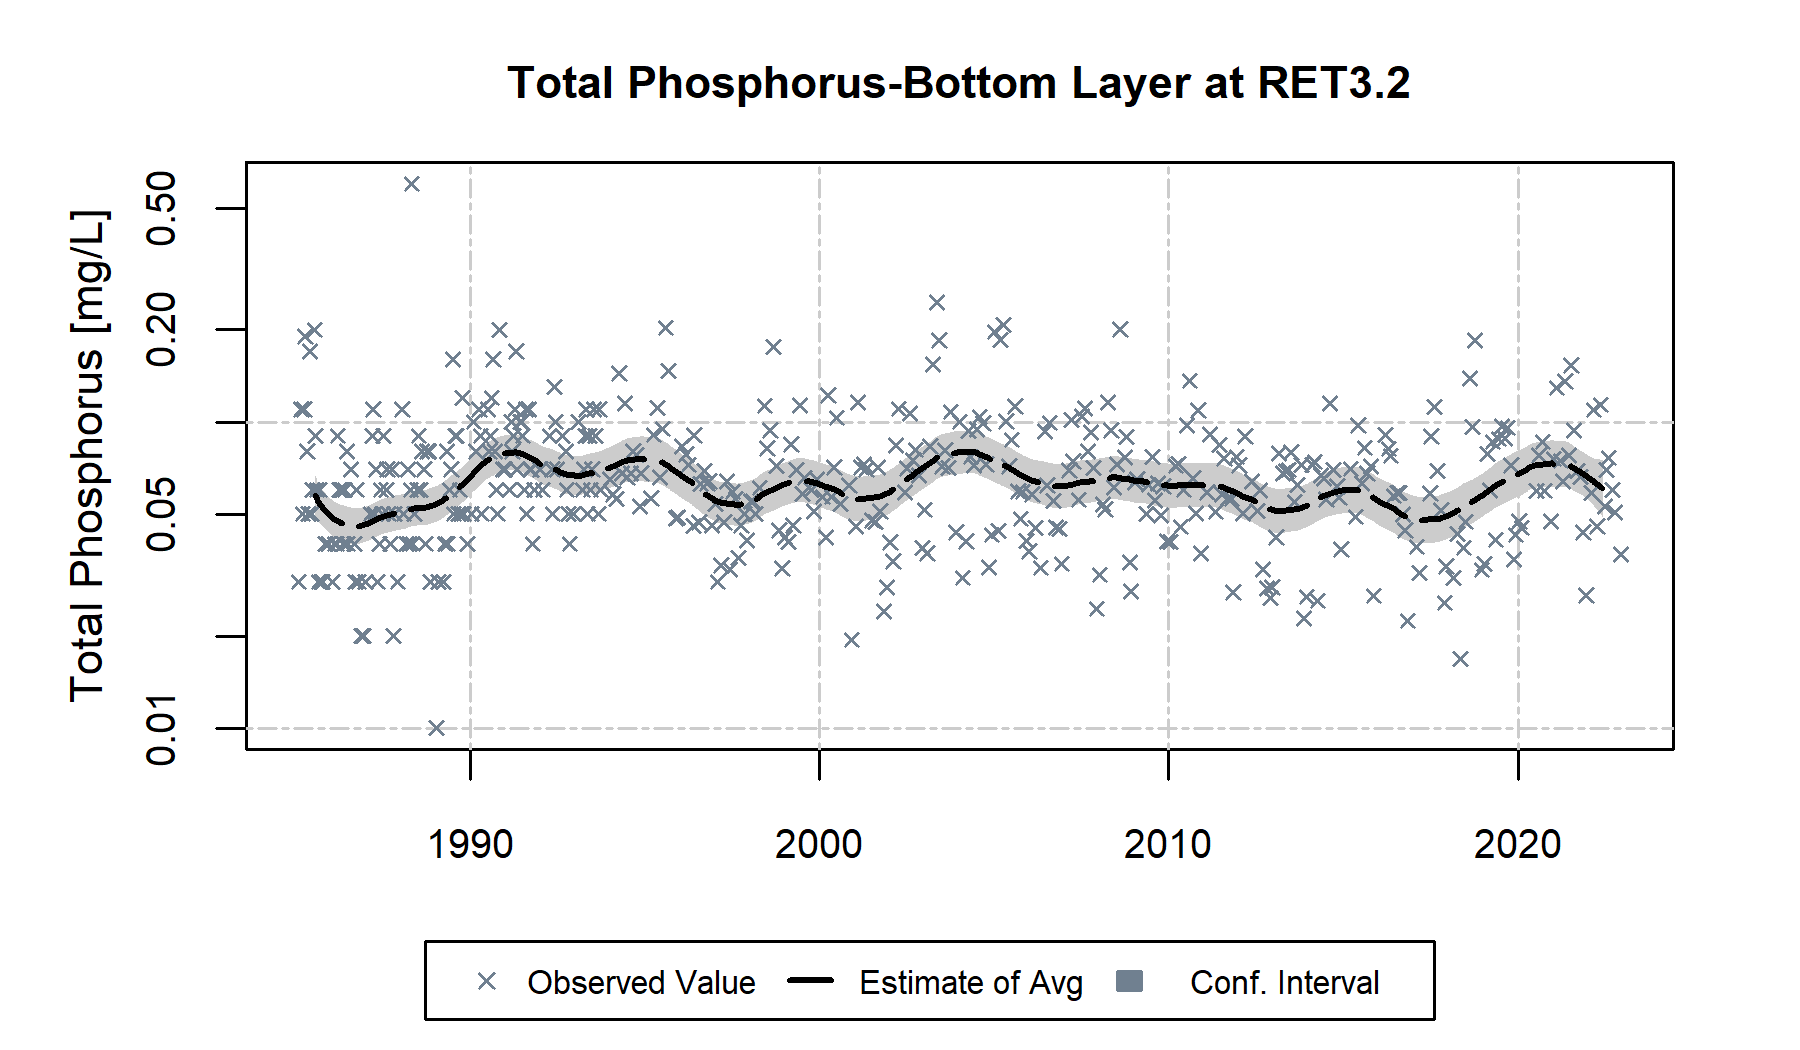 Total Phosphorus-Bottom Layer at RET3.2
Total Phosphorus [mg/L]
0.50
0.20
0.05
0.01
1990 2000 2010 2020
Observed Value Estimate of Avg Conf. Interval